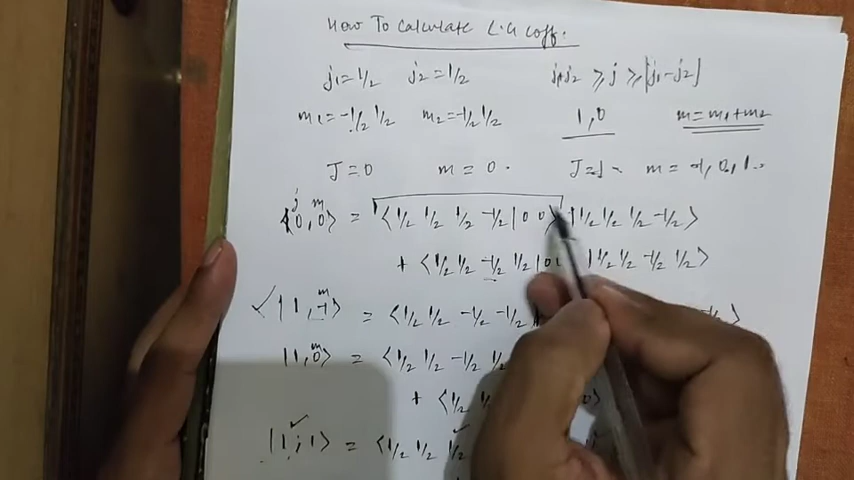 How To Calculate C.G Coff.
j₁=1/2 j₂=1/2 j₁+j₂ ≥ j ≥ |j₁-j₂|
m₁=-1/2 1/2 m₂=-1/2 1/2 1,0 m=m₁+m₂
J=0 m=0. J=1 m=-1, 0, 1
j m
|0,0⟩ = ⟨1/2 1/2 1/2 -1/2|0 0⟩ |1/2 1/2 1/2 -1/2⟩
+ ⟨1/2 1/2 -1/2 1/2|00 |1/2 1/2 -1/2 1/2⟩
m
|1,-1⟩ = ⟨1/2 1/2 -1/2 -1/2
m
|1,0⟩ = ⟨1/2 1/2 -1/2
+ ⟨1/2
|1,1⟩ = ⟨1/2 1/2 1/2